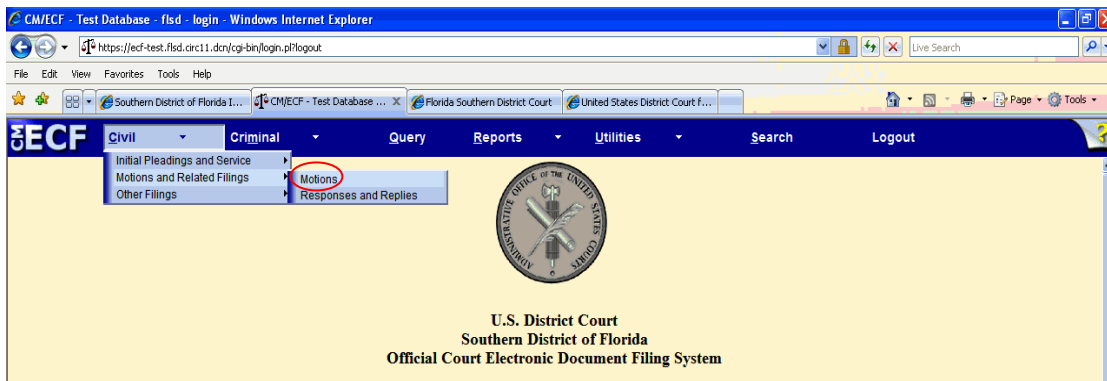 CM/ECF - Test Database - flsd - login - Windows Internet Explorer
https://ecf-test.flsd.circ11.dcn/cgi-bin/login.pl?logout
Live Search
File Edit View Favorites Tools Help
Southern District of Florida I... CM/ECF - Test Database ... X Florida Southern District Court United States District Court f... Page Tools
CM ECF Civil Criminal Query Reports Utilities Search Logout ?
Initial Pleadings and Service
Motions and Related Filings Motions
Other Filings Responses and Replies
ADMINISTRATIVE OFFICE OF THE UNITED STATES COURTS
U.S. District Court
Southern District of Florida
Official Court Electronic Document Filing System